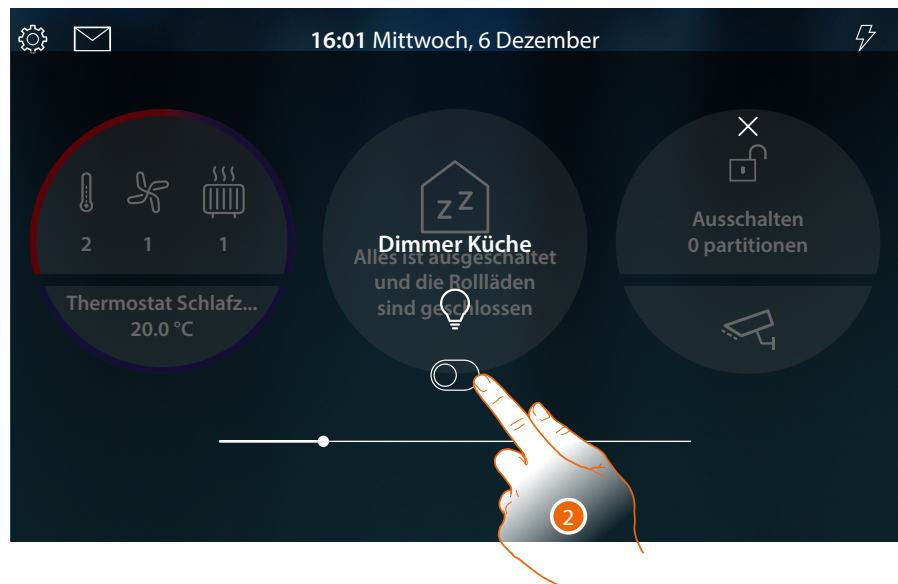 16:01 Mittwoch, 6 Dezember
2 1 1
Thermostat Schlafz...
20.0 °C
zZ
Dimmer Küche
Alles ist ausgeschaltet
und die Rollläden
sind geschlossen
Ausschalten
0 partitionen
2